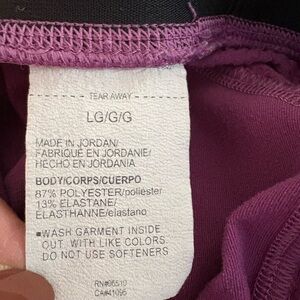 TEAR AWAY
LG/G/G
MADE IN JORDAN/
FABRIQUE EN JORDANIE/
HECHO EN JORDANIA
BODY/CORPS/CUERPO
87% POLYESTER/poliester
13% ELASTANE/
ELASTHANNE/elastano
■WASH GARMENT INSIDE
OUT, WITH LIKE COLORS
DO NOT USE SOFTENERS
RN#96510
CA#41096